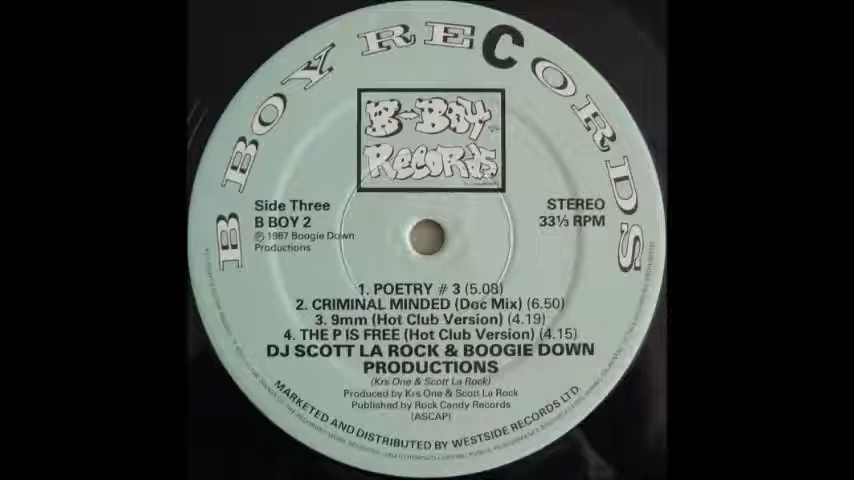 B BOY RECORDS
B-Boy
Records
Side Three
B BOY 2
℗ 1987 Boogie Down
Productions
STEREO
33⅓ RPM
1. POETRY # 3 (5.08)
2. CRIMINAL MINDED (Doc Mix) (6.50)
3. 9mm (Hot Club Version) (4.19)
4. THE P IS FREE (Hot Club Version) (4.15)
DJ SCOTT LA ROCK & BOOGIE DOWN
PRODUCTIONS
(Krs One & Scott La Rock)
Produced by Krs One & Scott La Rock
Published by Rock Candy Records
(ASCAP)
MARKETED AND DISTRIBUTED BY WESTSIDE RECORDS LTD.